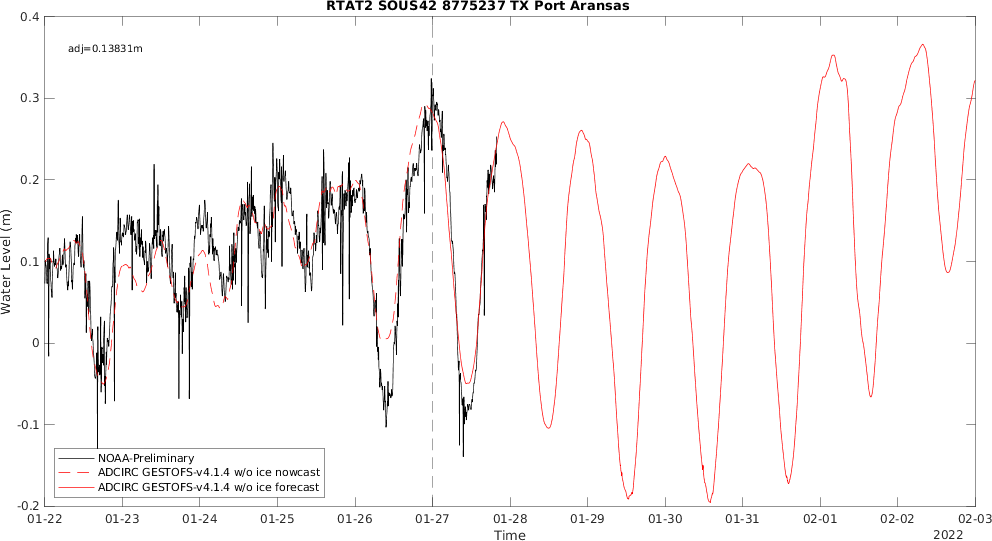 RTAT2 SOUS42 8775237 TX Port Aransas
adj=0.13831m
Water Level (m)
0.4
0.3
0.2
0.1
0
-0.1
-0.2
NOAA-Preliminary
ADCIRC GESTOFS-v4.1.4 w/o ice nowcast
ADCIRC GESTOFS-v4.1.4 w/o ice forecast
01-22 01-23 01-24 01-25 01-26 01-27 01-28 01-29 01-30 01-31 02-01 02-02 02-03
Time
2022